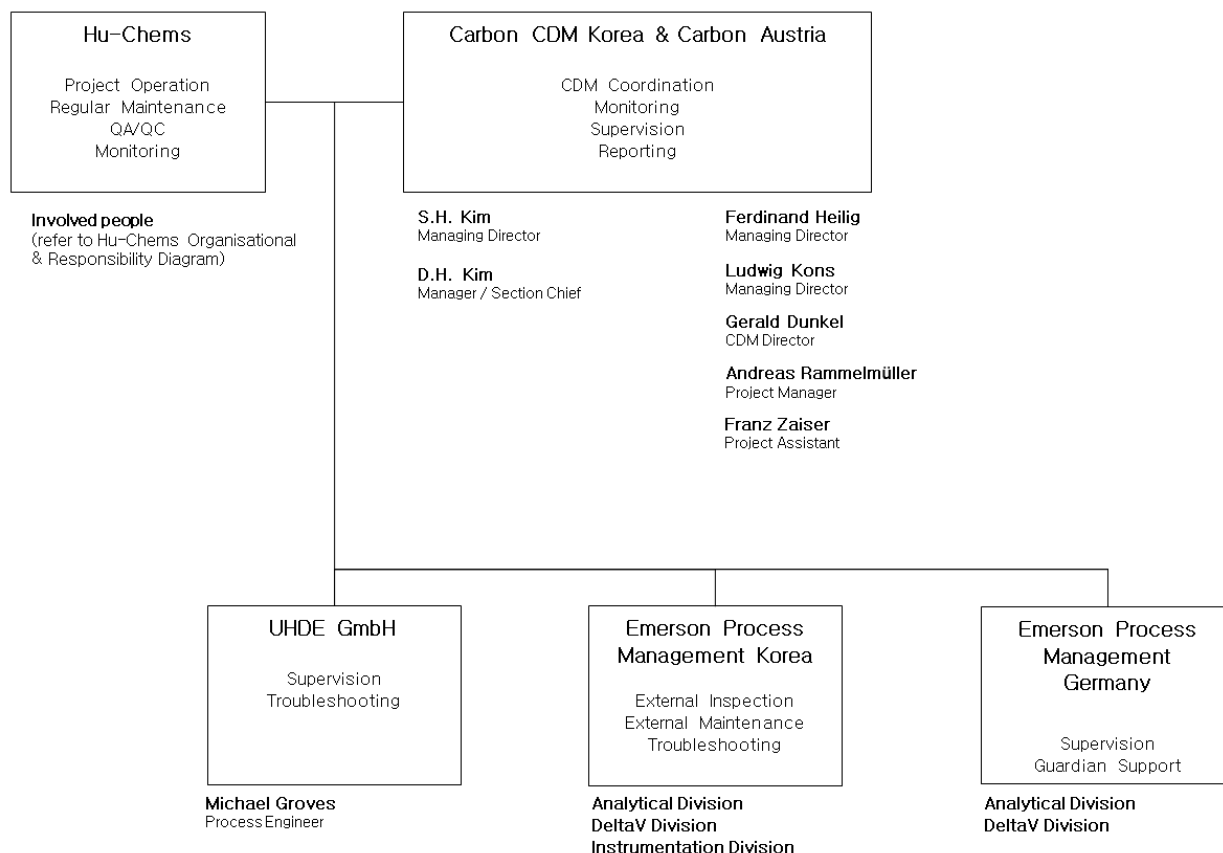 Hu-Chems
Project Operation
Regular Maintenance
QA/QC
Monitoring
Involved people
(refer to Hu-Chems Organisational
& Responsibility Diagram)
Carbon CDM Korea & Carbon Austria
CDM Coordination
Monitoring
Supervision
Reporting
S.H. Kim
Managing Director
D.H. Kim
Manager / Section Chief
Ferdinand Heilig
Managing Director
Ludwig Kons
Managing Director
Gerald Dunkel
CDM Director
Andreas Rammelmüller
Project Manager
Franz Zaiser
Project Assistant
UHDE GmbH
Supervision
Troubleshooting
Michael Groves
Process Engineer
Emerson Process
Management Korea
External Inspection
External Maintenance
Troubleshooting
Analytical Division
DeltaV Division
Instrumentation Division
Emerson Process
Management
Germany
Supervision
Guardian Support
Analytical Division
DeltaV Division